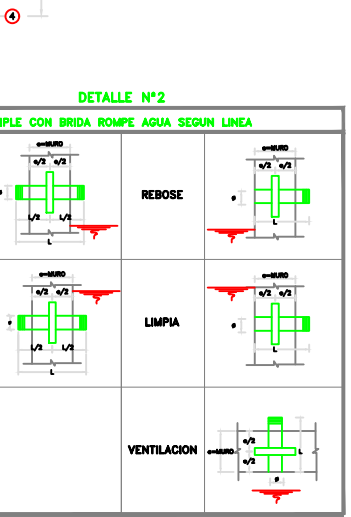 4
DETALLE N°2
IPLE CON BRIDA ROMPE AGUA SEGUN LINEA
e=MURO
e/2 e/2
ø
L/2 L/2
L
REBOSE
e=MURO
e/2 e/2
ø
L
e=MURO
e/2 e/2
ø
L/2 L/2
L
LIMPIA
e=MURO
e/2 e/2
ø
L
VENTILACION
e=MURO
e/2
e/2
L
ø